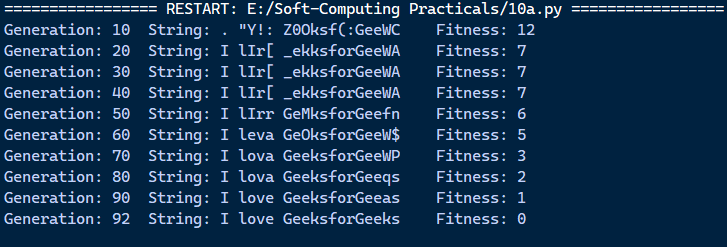 ================= RESTART: E:/Soft-Computing Practicals/10a.py =================
Generation: 10  String: . "Y!: Z0Oksf(:GeeWC    Fitness: 12
Generation: 20  String: I lIr[ _ekksforGeeWA    Fitness: 7
Generation: 30  String: I lIr[ _ekksforGeeWA    Fitness: 7
Generation: 40  String: I lIr[ _ekksforGeeWA    Fitness: 7
Generation: 50  String: I lIrr GeMksforGeefn    Fitness: 6
Generation: 60  String: I leva GeOksforGeeW$    Fitness: 5
Generation: 70  String: I lova GeeksforGeeWP    Fitness: 3
Generation: 80  String: I lova GeeksforGeeqs    Fitness: 2
Generation: 90  String: I love GeeksforGeeas    Fitness: 1
Generation: 92  String: I love GeeksforGeeks    Fitness: 0